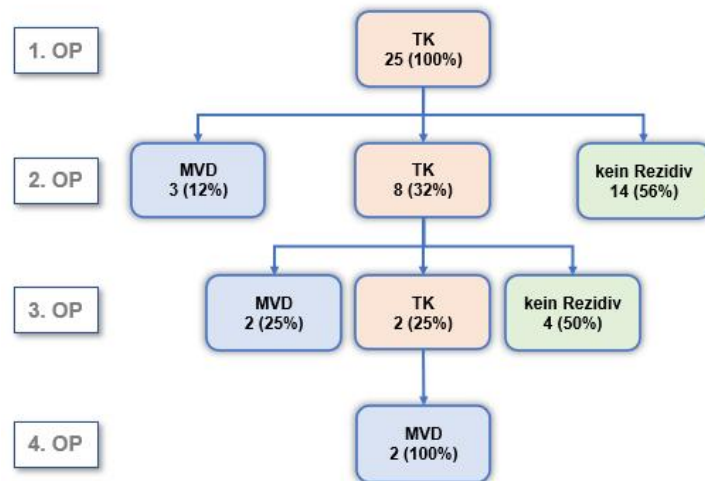 1. OP
TK
25 (100%)
2. OP
MVD
3 (12%)
TK
8 (32%)
kein Rezidiv
14 (56%)
3. OP
MVD
2 (25%)
TK
2 (25%)
kein Rezidiv
4 (50%)
4. OP
MVD
2 (100%)